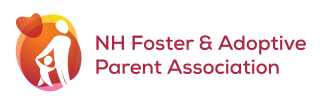 NH Foster & Adoptive
Parent Association